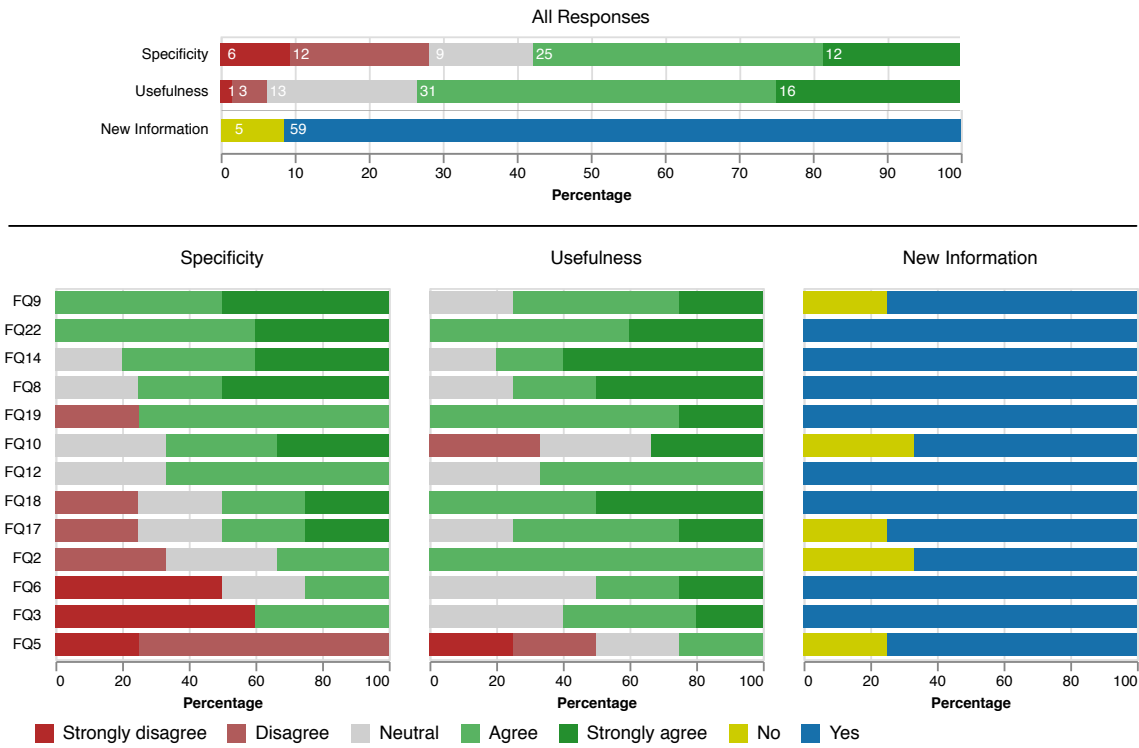 All Responses
Specificity 6 12 9 25 12
Usefulness 1 3 13 31 16
New Information 5 59
0 10 20 30 40 50 60 70 80 90 100
Percentage
Specificity Usefulness New Information
FQ9
FQ22
FQ14
FQ8
FQ19
FQ10
FQ12
FQ18
FQ17
FQ2
FQ6
FQ3
FQ5
0 20 40 60 80 100 0 20 40 60 80 100 0 20 40 60 80 100
Percentage Percentage Percentage
Strongly disagree Disagree Neutral Agree Strongly agree No Yes